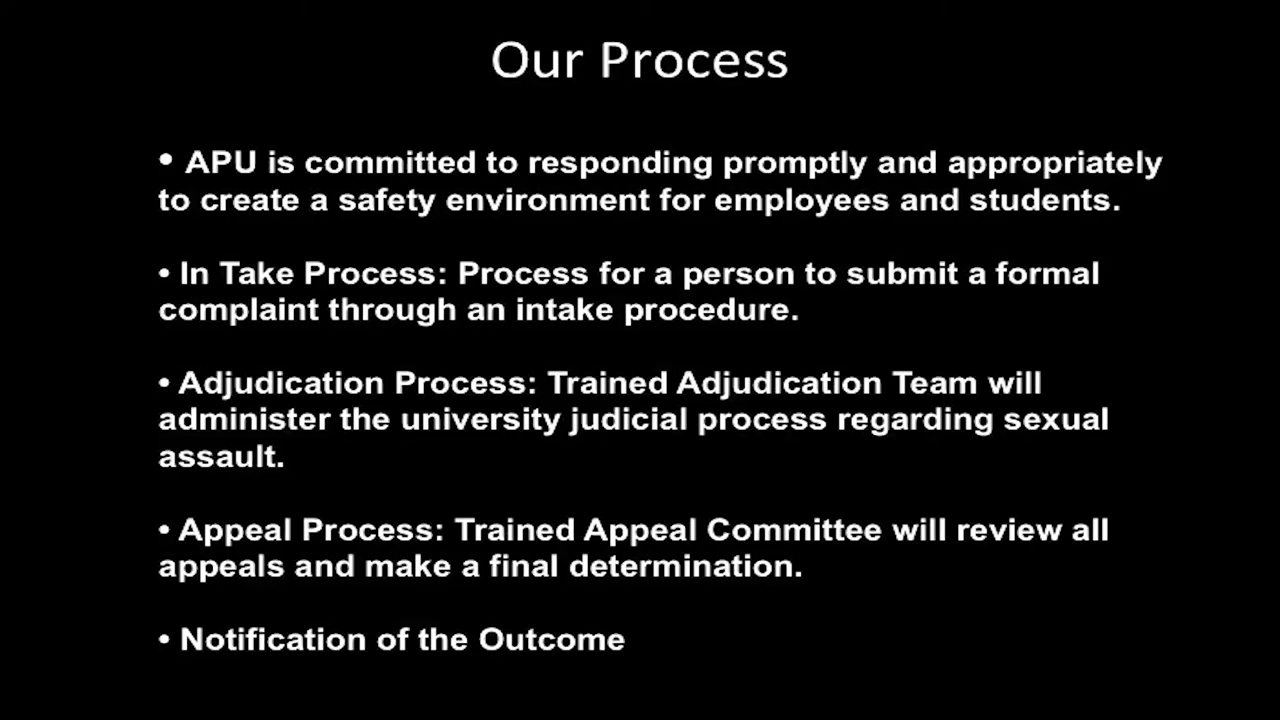 Our Process
• APU is committed to responding promptly and appropriately
to create a safety environment for employees and students.
• In Take Process: Process for a person to submit a formal
complaint through an intake procedure.
• Adjudication Process: Trained Adjudication Team will
administer the university judicial process regarding sexual
assault.
• Appeal Process: Trained Appeal Committee will review all
appeals and make a final determination.
• Notification of the Outcome